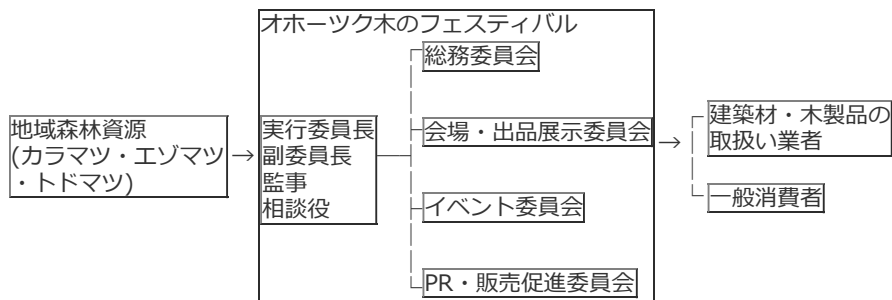 オホーツク木のフェスティバル
地域森林資源
(カラマツ・エゾマツ
・トドマツ)
→
実行委員長
副委員長
監事
相談役
総務委員会
会場・出品展示委員会
イベント委員会
PR・販売促進委員会
→
建築材・木製品の
取扱い業者
一般消費者